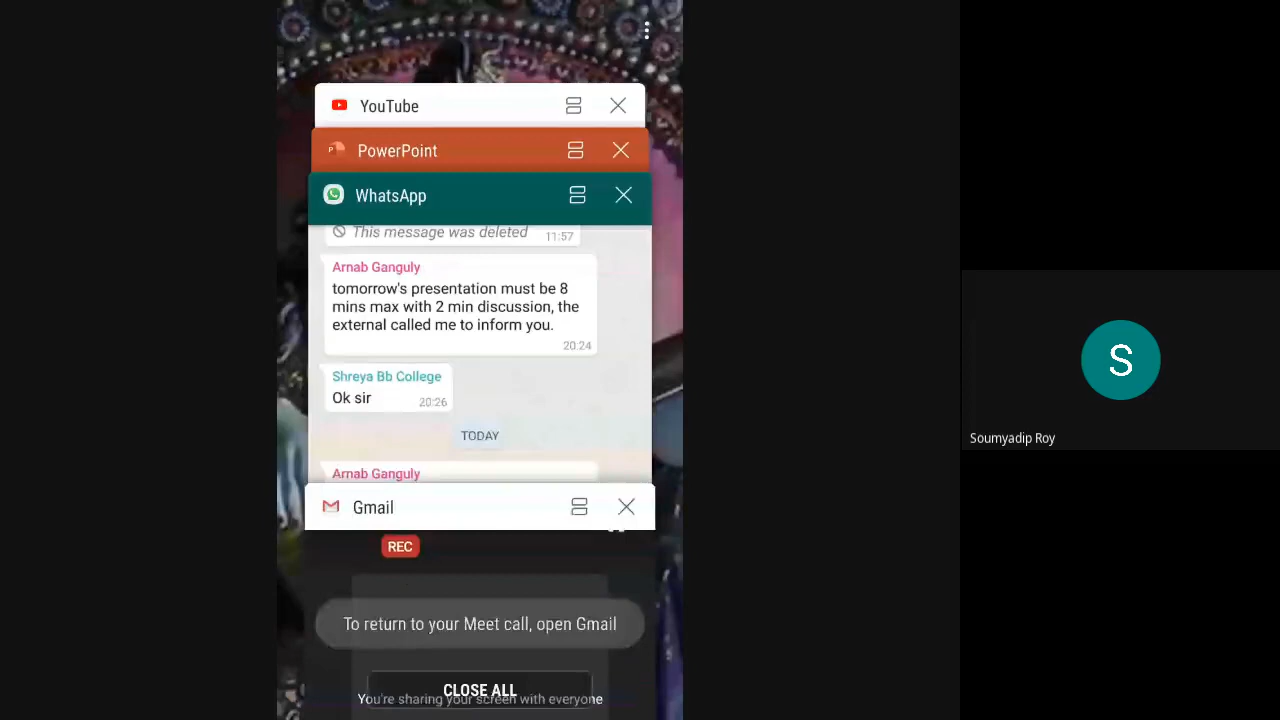 YouTube
P PowerPoint
WhatsApp
This message was deleted 11:57
Arnab Ganguly
tomorrow's presentation must be 8
mins max with 2 min discussion, the
external called me to inform you.
20:24
Shreya Bb College
Ok sir 20:26
TODAY
Arnab Ganguly
Gmail
REC
To return to your Meet call, open Gmail
CLOSE ALL
You're sharing your screen with everyone
S
Soumyadip Roy